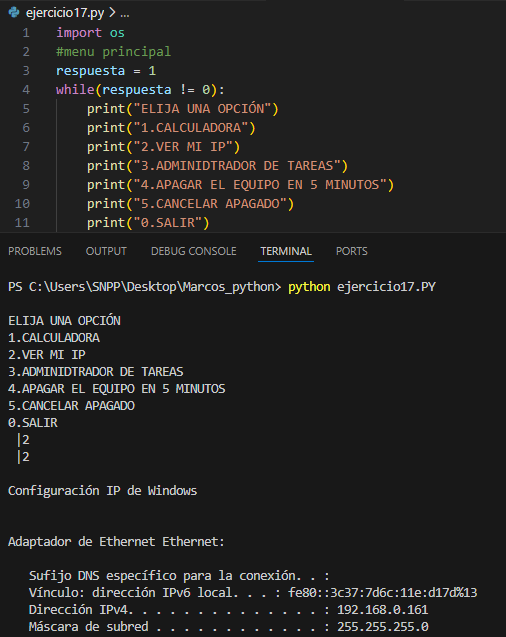 ejercicio17.py > ...
1 import os
2 #menu principal
3 respuesta = 1
4 while(respuesta != 0):
5 print("ELIJA UNA OPCIÓN")
6 print("1.CALCULADORA")
7 print("2.VER MI IP")
8 print("3.ADMINIDTRADOR DE TAREAS")
9 print("4.APAGAR EL EQUIPO EN 5 MINUTOS")
10 print("5.CANCELAR APAGADO")
11 print("0.SALIR")
PROBLEMS OUTPUT DEBUG CONSOLE TERMINAL PORTS
PS C:\Users\SNPP\Desktop\Marcos_python> python ejercicio17.PY
ELIJA UNA OPCIÓN
1.CALCULADORA
2.VER MI IP
3.ADMINIDTRADOR DE TAREAS
4.APAGAR EL EQUIPO EN 5 MINUTOS
5.CANCELAR APAGADO
0.SALIR
|2
|2
Configuración IP de Windows
Adaptador de Ethernet Ethernet:
Sufijo DNS específico para la conexión. . :
Vínculo: dirección IPv6 local. . . : fe80::3c37:7d6c:11e:d17d%13
Dirección IPv4. . . . . . . . . . . . . . : 192.168.0.161
Máscara de subred . . . . . . . . . . . . : 255.255.255.0